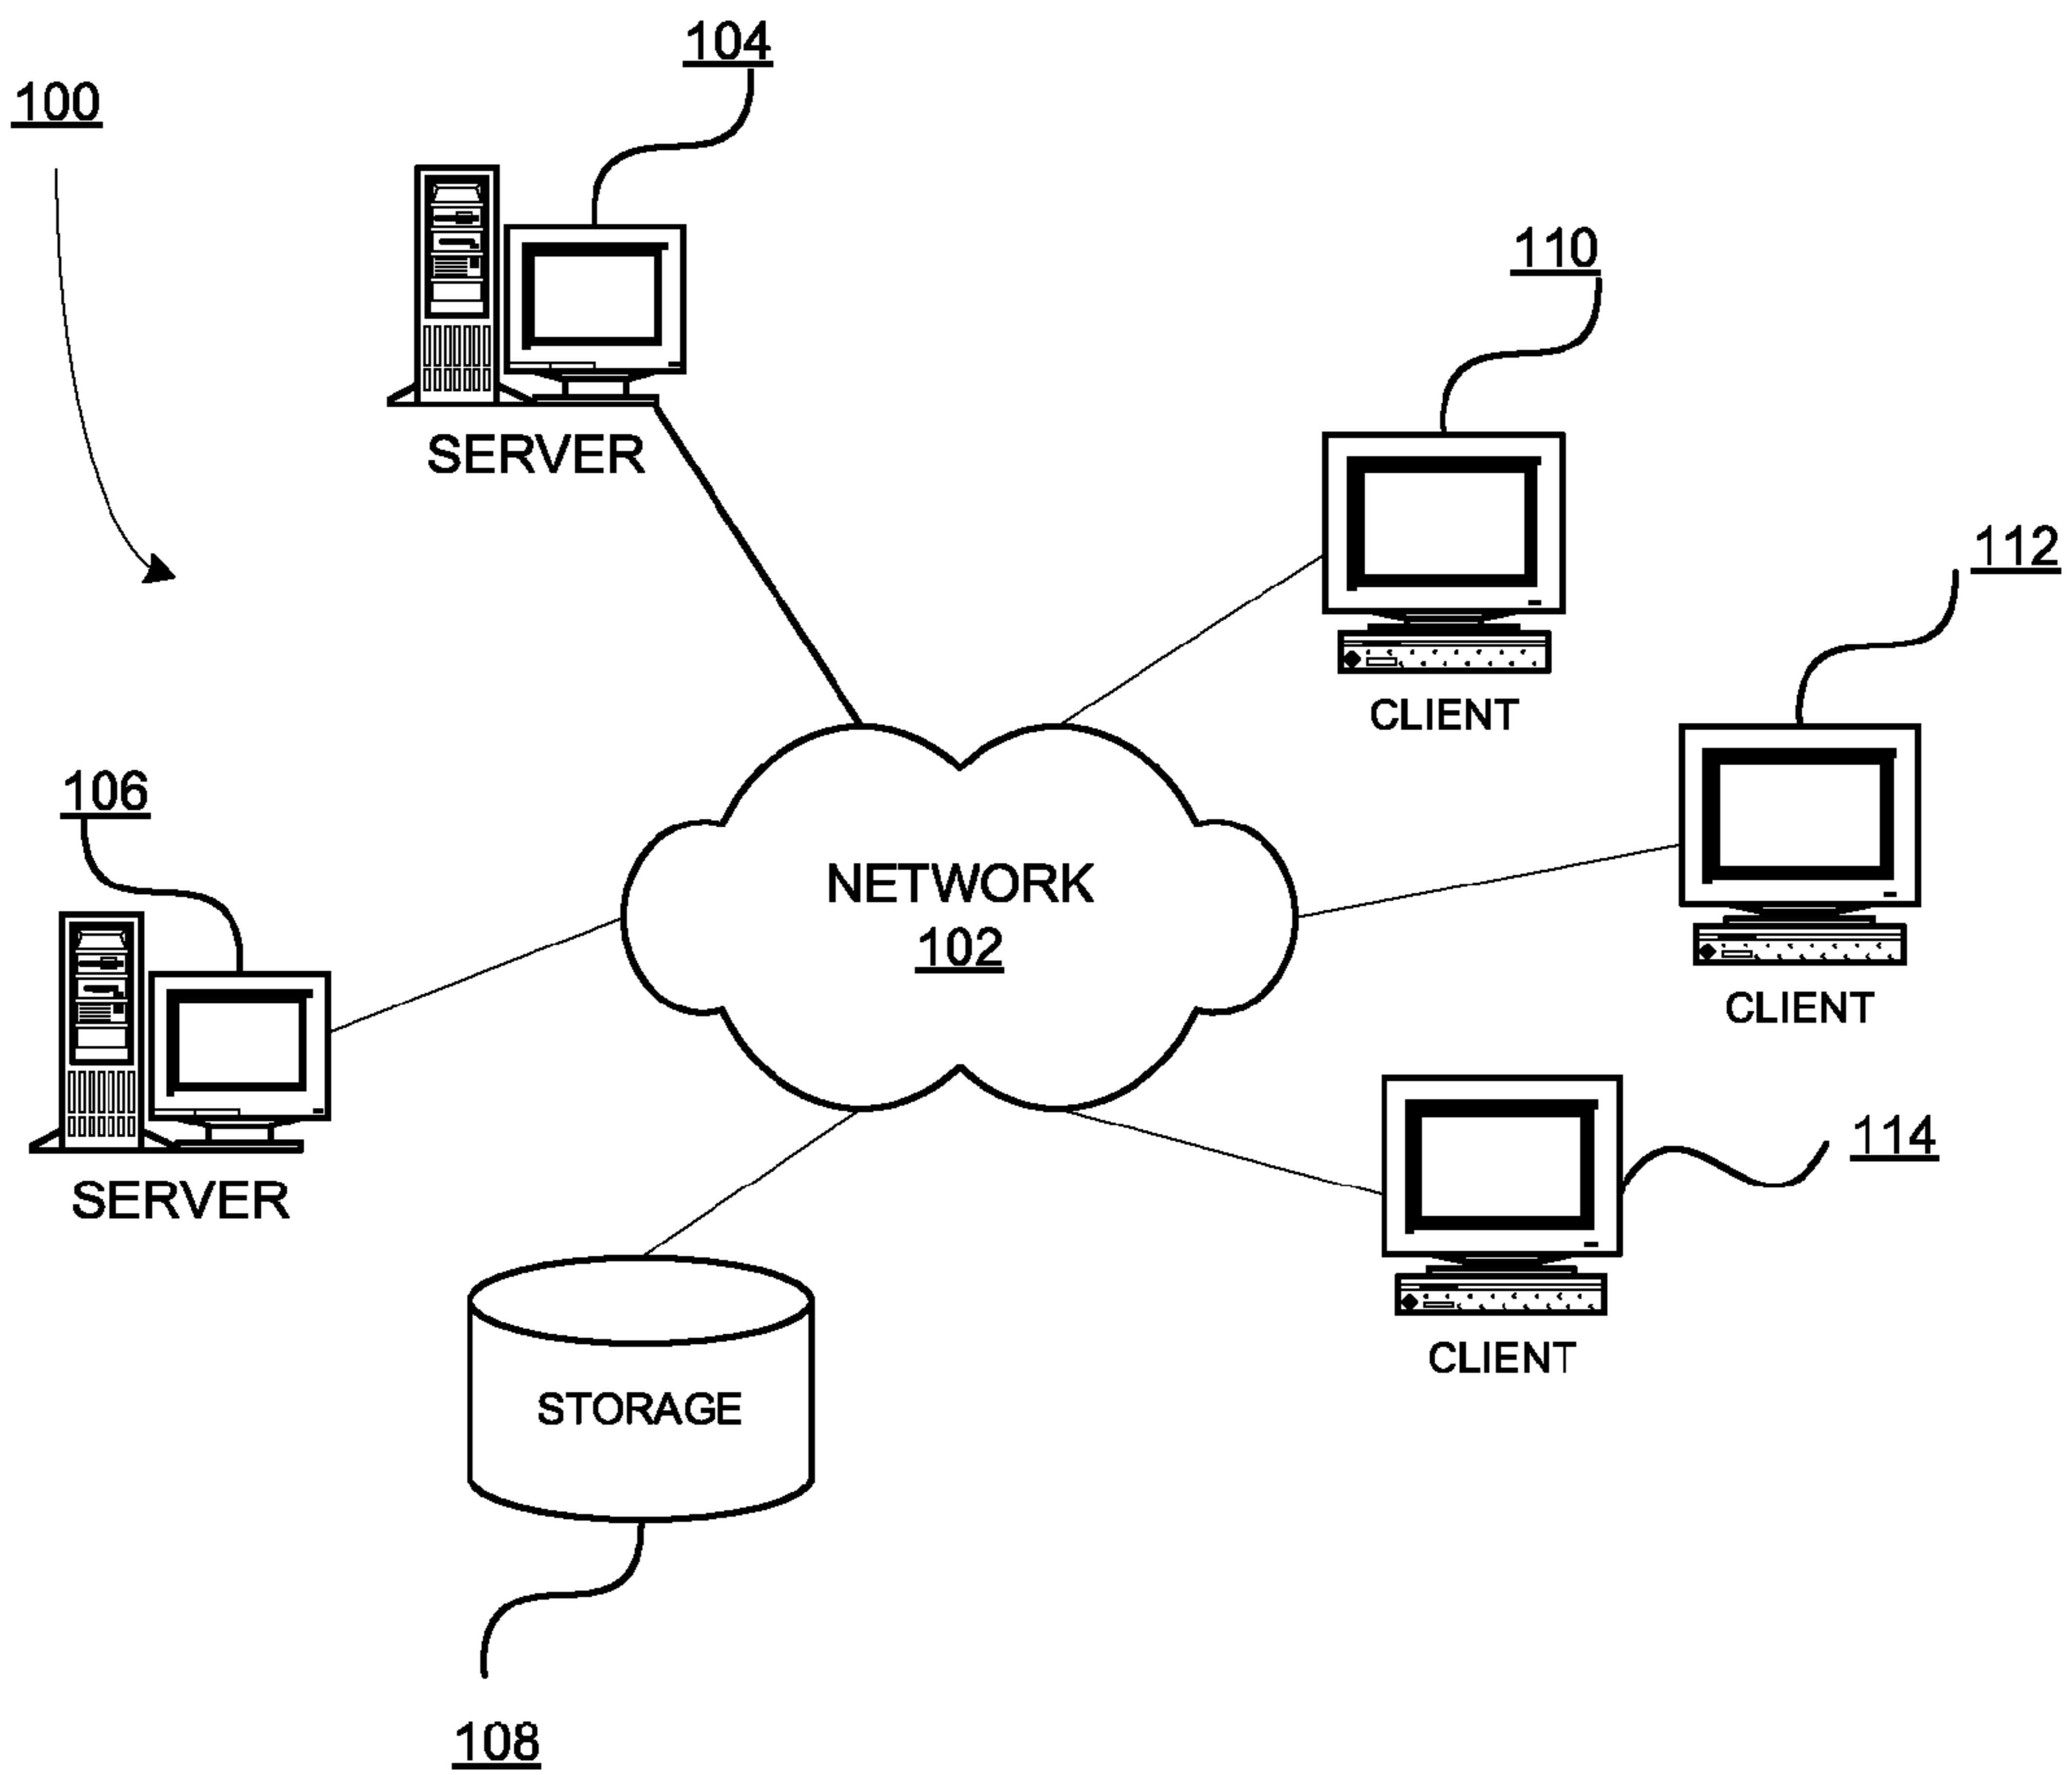 104
100
110
SERVER
112
CLIENT
106
NETWORK
102
CLIENT
114
SERVER
CLIENT
STORAGE
108